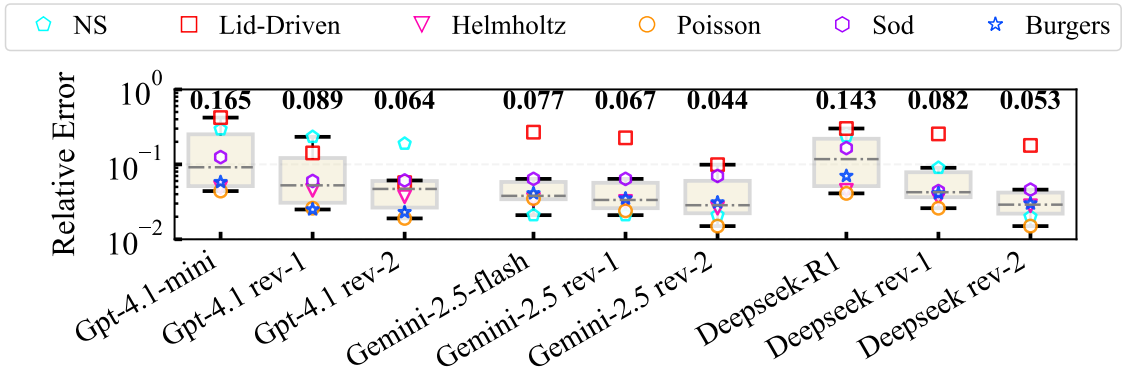 NS Lid-Driven Helmholtz Poisson Sod Burgers
Relative Error
10^0
10^-1
10^-2
0.165 0.089 0.064 0.077 0.067 0.044 0.143 0.082 0.053
Gpt-4.1-mini
Gpt-4.1 rev-1
Gpt-4.1 rev-2
Gemini-2.5-flash
Gemini-2.5 rev-1
Gemini-2.5 rev-2
Deepseek-R1
Deepseek rev-1
Deepseek rev-2